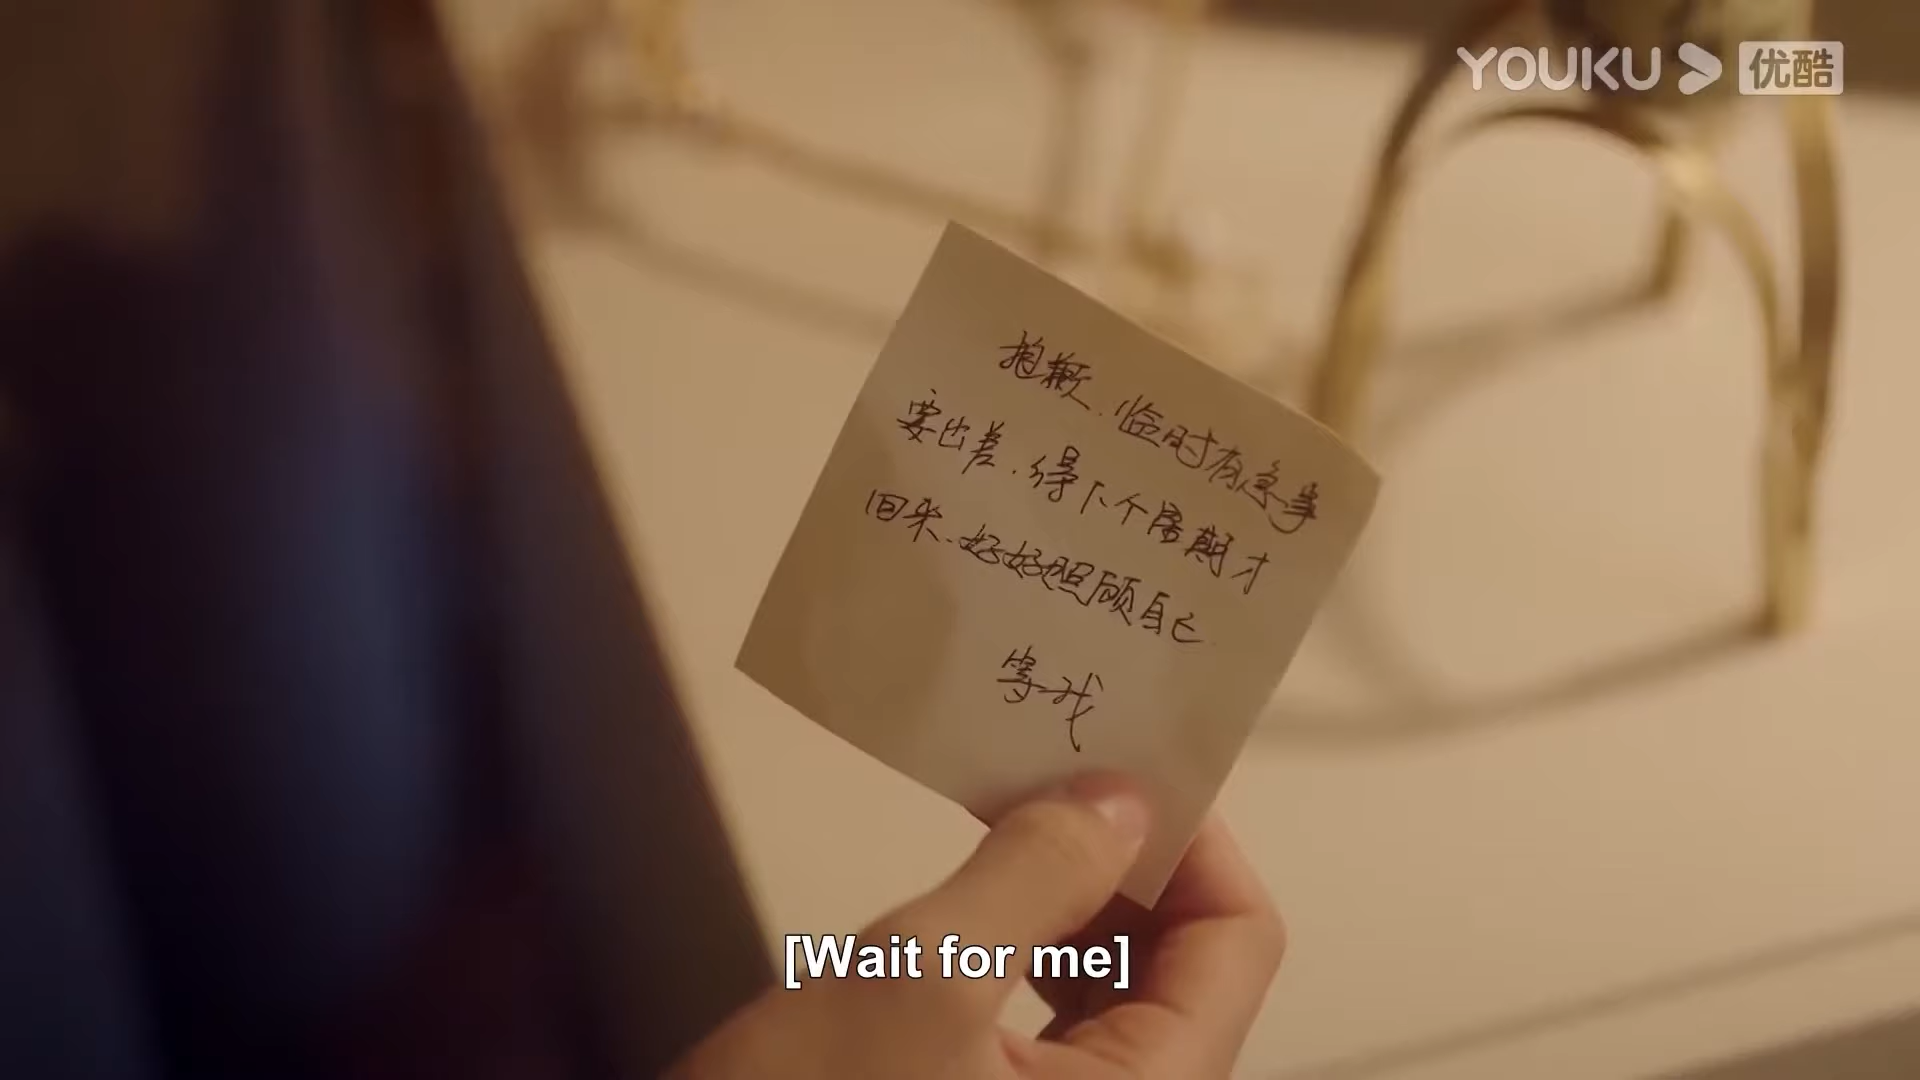 YOUKU 优酷
抱歉.临时有急事
要出差.得下个星期才
回来.好好照顾自己
等我
[Wait for me]